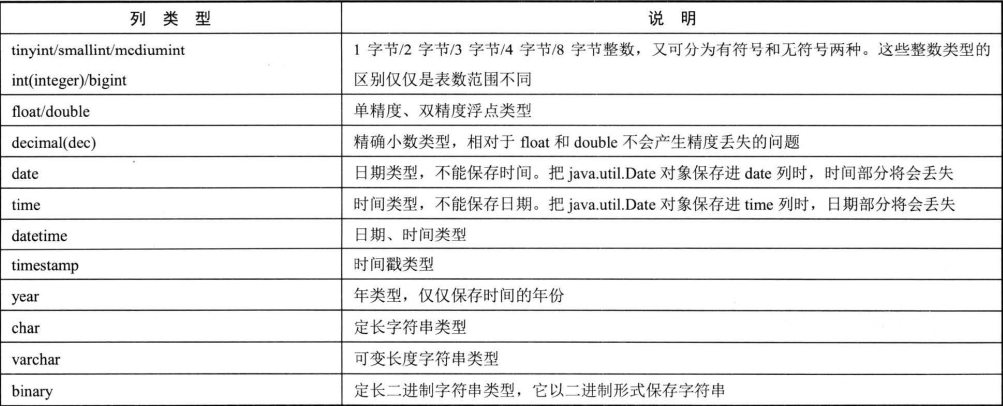 列 类 型 说 明
tinyint/smallint/mediumint 1 字节/2 字节/3 字节/4 字节/8 字节整数，又可分为有符号和无符号两种。这些整数类型的
int(integer)/bigint 区别仅仅是表数范围不同
float/double 单精度、双精度浮点类型
decimal(dec) 精确小数类型，相对于 float 和 double 不会产生精度丢失的问题
date 日期类型，不能保存时间。把 java.util.Date 对象保存进 date 列时，时间部分将会丢失
time 时间类型，不能保存日期。把 java.util.Date 对象保存进 time 列时，日期部分将会丢失
datetime 日期、时间类型
timestamp 时间戳类型
year 年类型，仅仅保存时间的年份
char 定长字符串类型
varchar 可变长度字符串类型
binary 定长二进制字符串类型，它以二进制形式保存字符串